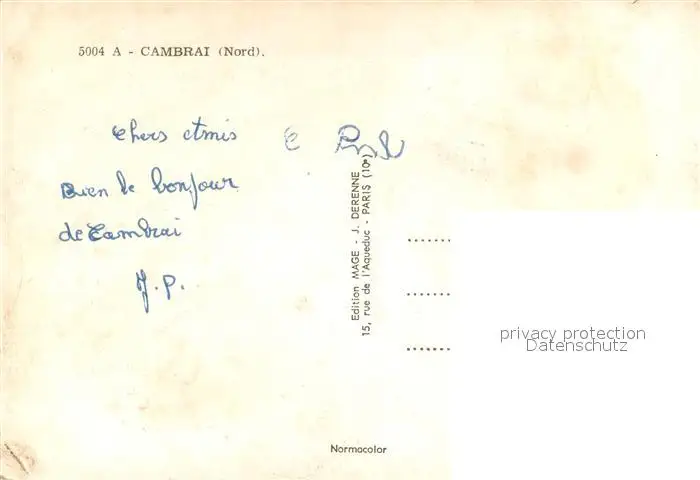 5004 A - CAMBRAI (Nord).
Chers Amis
Bien le bonjour
de Cambrai
J.P.
Edition MAGE - J. DERENNE
15, rue de l'Aqueduc - PARIS (10e)
privacy protection
Datenschutz
Normacolor